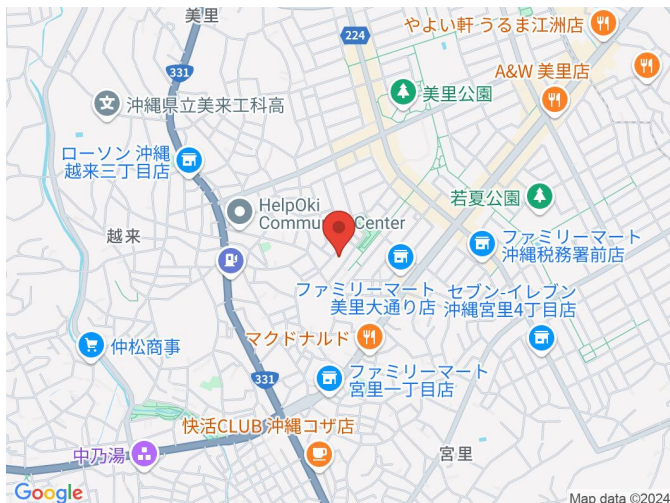 美里
224
やよい軒 うるま江洲店
331
A&W 美里店
美里公園
沖縄県立美来工科高
ローソン 沖縄
越来三丁目店
若夏公園
HelpOki
Community Center
越来
ファミリーマート
沖縄税務署前店
ファミリーマート
美里大通り店
セブン-イレブン
沖縄宮里4丁目店
マクドナルド
仲松商事
ファミリーマート
宮里一丁目店
331
快活CLUB 沖縄コザ店
中乃湯
宮里
Google
Map data ©2024